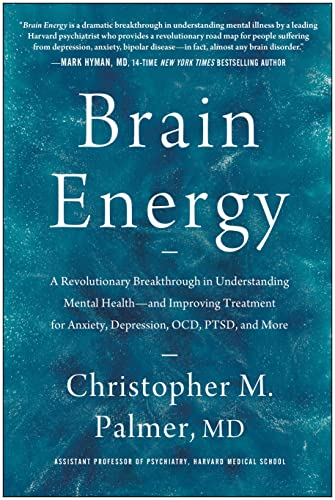 "Brain Energy is a dramatic breakthrough in understanding mental illness by a leading
Harvard psychiatrist who provides a revolutionary road map for people suffering
from depression, anxiety, bipolar disease—in fact, almost any brain disorder."
—MARK HYMAN, MD, 14-TIME NEW YORK TIMES BESTSELLING AUTHOR
Brain
Energy
—
A Revolutionary Breakthrough in Understanding
Mental Health—and Improving Treatment
for Anxiety, Depression, OCD, PTSD, and More
—
Christopher M.
Palmer, MD
ASSISTANT PROFESSOR OF PSYCHIATRY, HARVARD MEDICAL SCHOOL